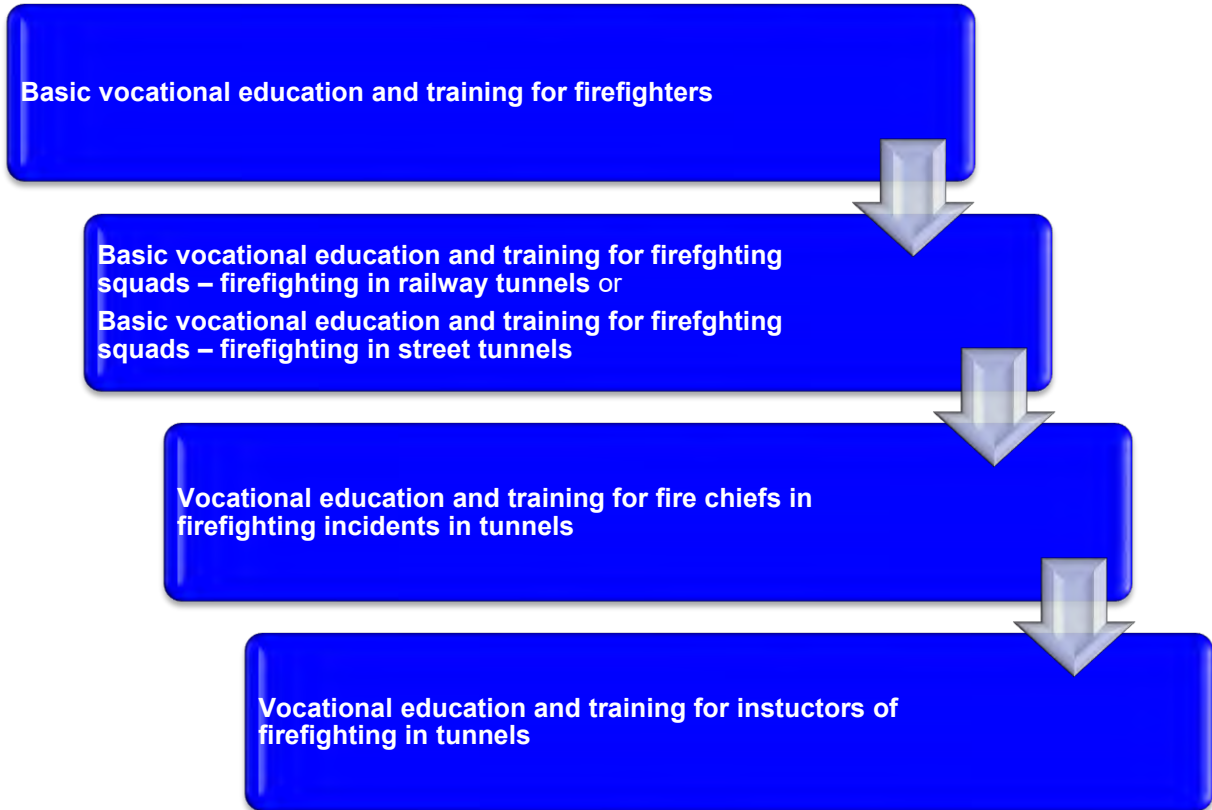 Basic vocational education and training for firefighters
Basic vocational education and training for firefghting
squads – firefighting in railway tunnels or
Basic vocational education and training for firefghting
squads – firefighting in street tunnels
Vocational education and training for fire chiefs in
firefighting incidents in tunnels
Vocational education and training for instuctors of
firefighting in tunnels